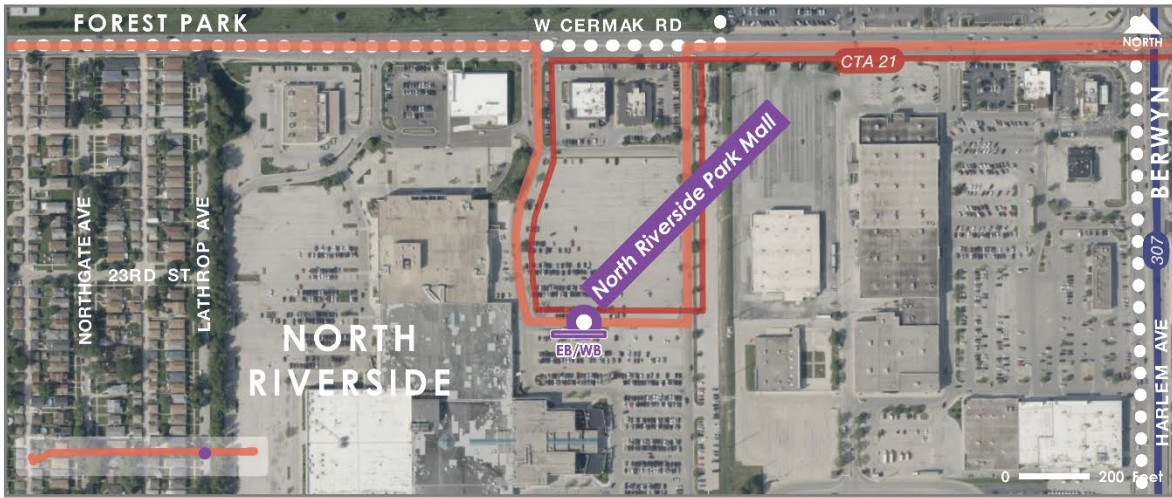 FOREST PARK
W CERMAK RD
NORTH
CTA 21
BERWYN
North Riverside Park Mall
NORTHGATE AVE
LATHROP AVE
23RD ST
307
NORTH
RIVERSIDE
EB/WB
HARLEM AVE
0 200 Feet